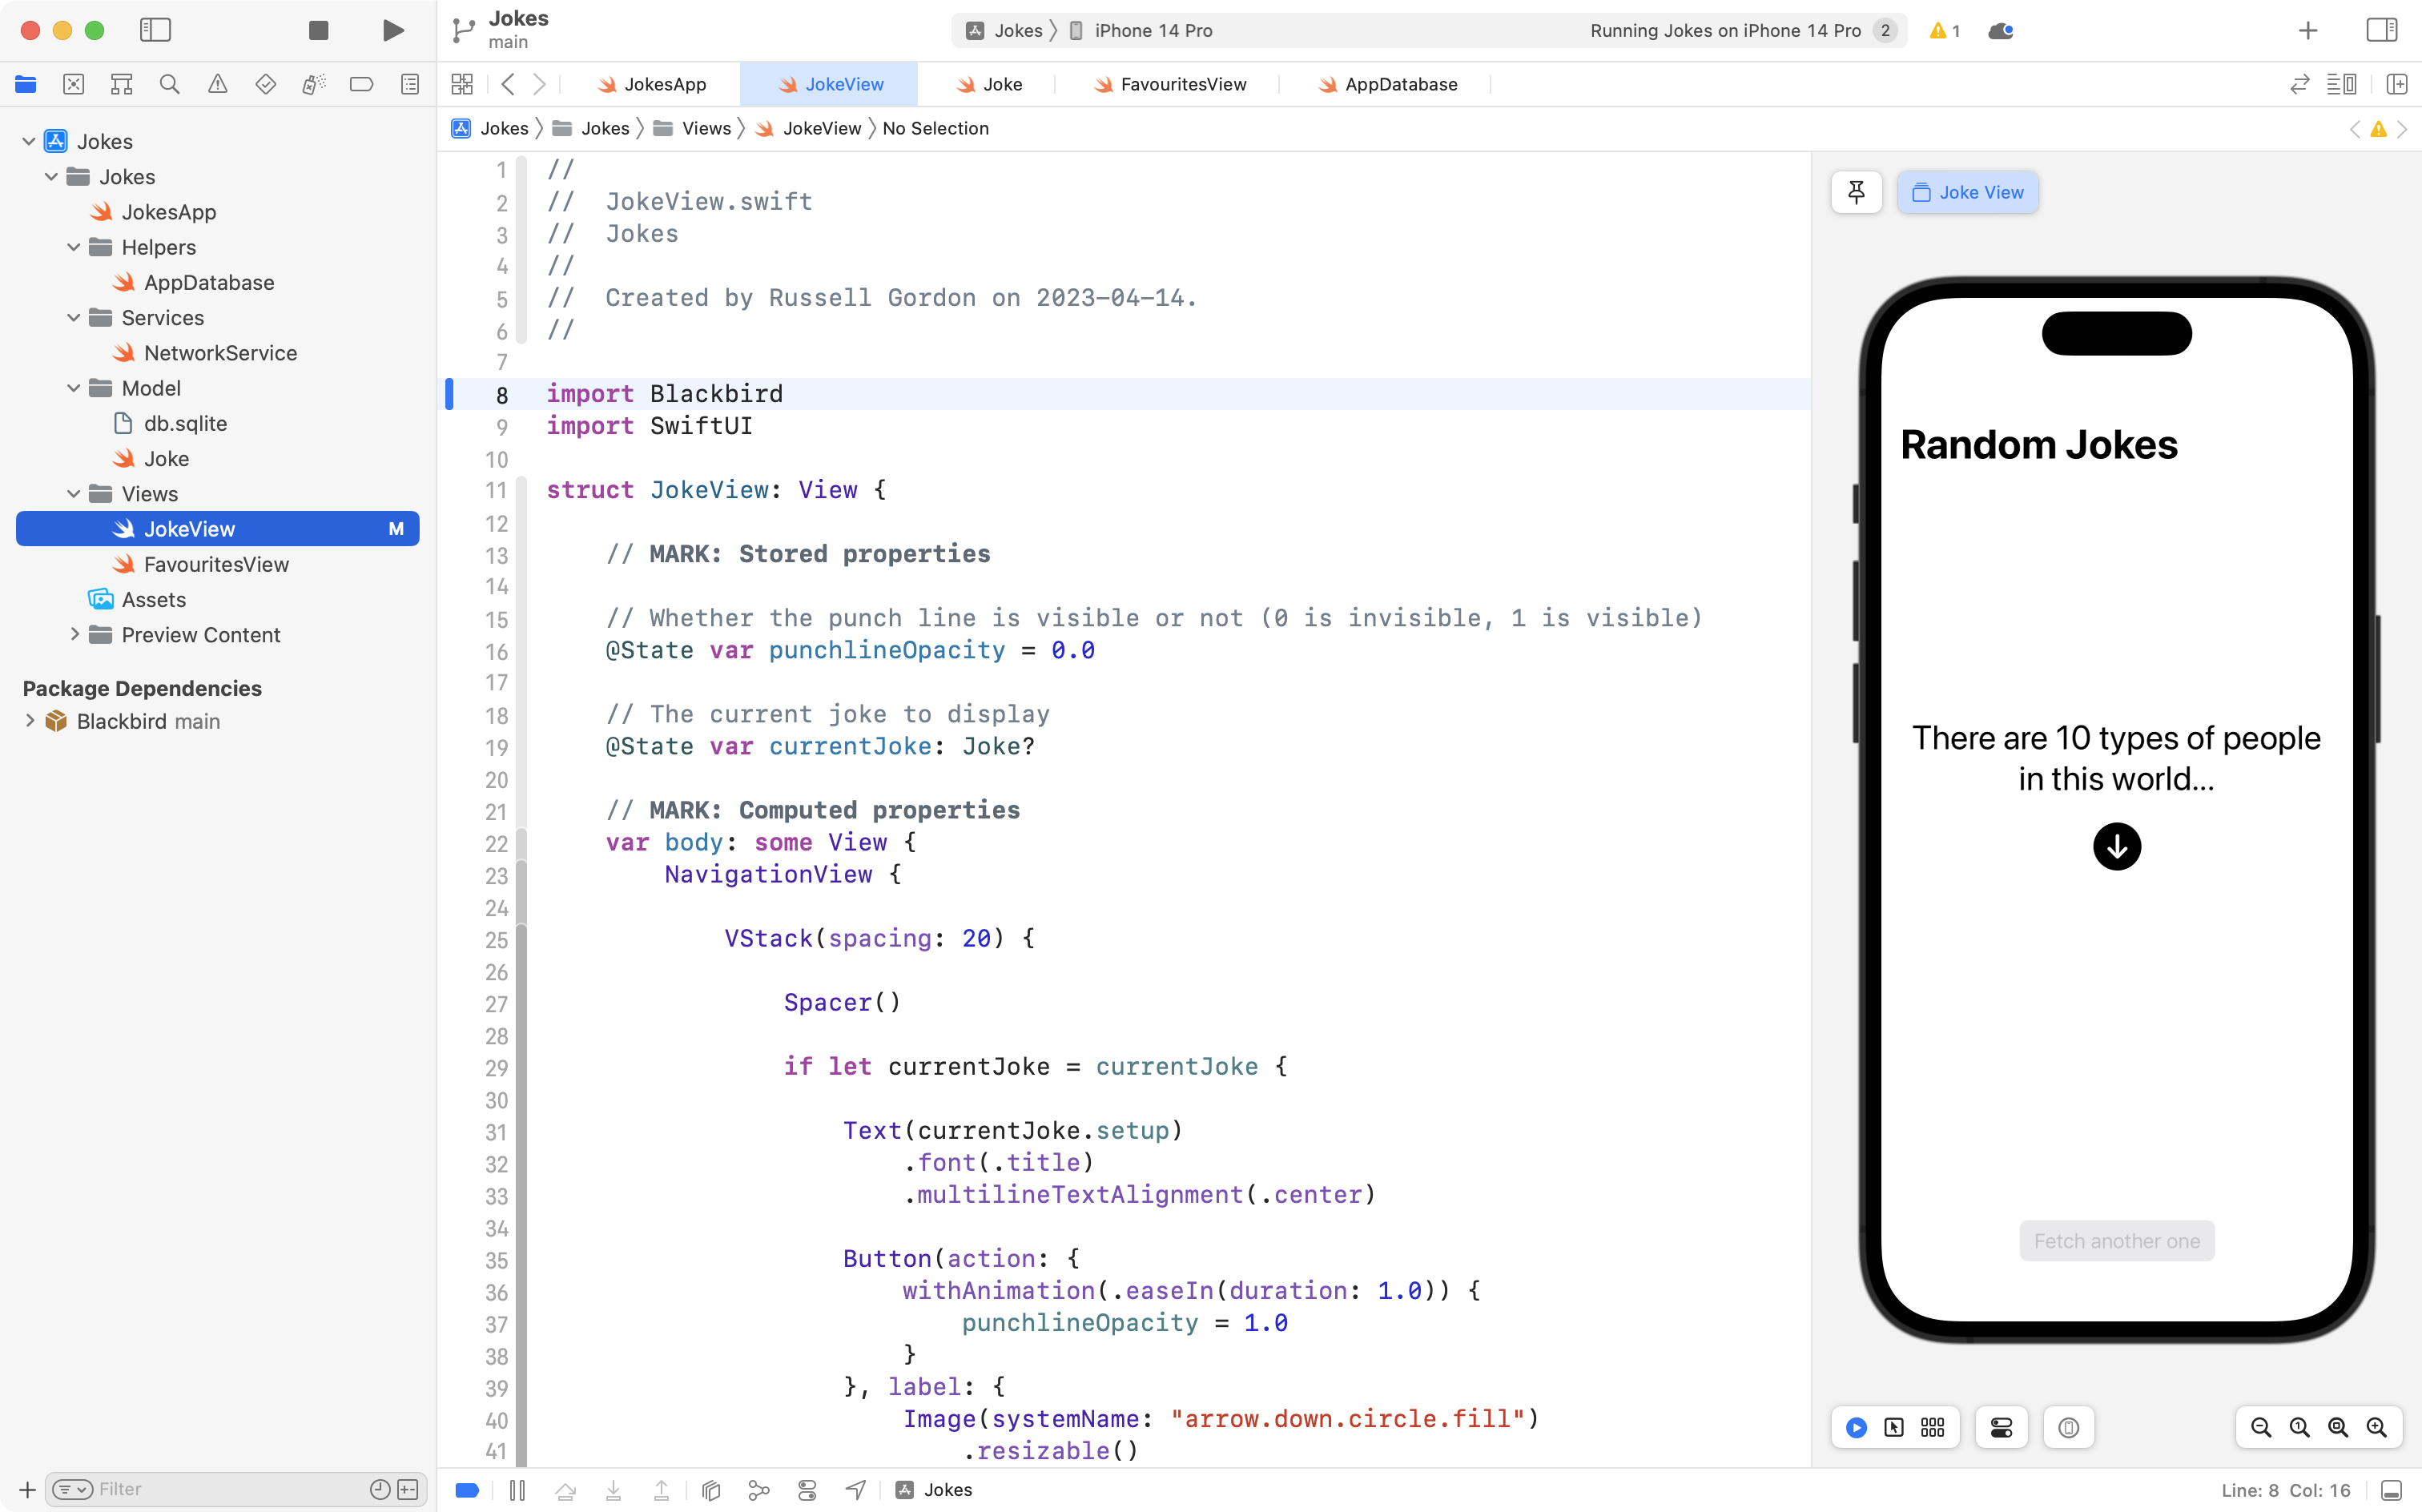 Jokes
main
Jokes
iPhone 14 Pro
Running Jokes on iPhone 14 Pro 2
1
JokesApp
JokeView
Joke
FavouritesView
AppDatabase
Jokes Jokes Views JokeView No Selection
Jokes
Jokes
JokesApp
Helpers
AppDatabase
Services
NetworkService
Model
db.sqlite
Joke
Views
JokeView M
FavouritesView
Assets
Preview Content
Package Dependencies
Blackbird main
Filter
1 //
2 //  JokeView.swift
3 //  Jokes
4 //
5 //  Created by Russell Gordon on 2023-04-14.
6 //
7
8 import Blackbird
9 import SwiftUI
10
11 struct JokeView: View {
12
13     // MARK: Stored properties
14
15     // Whether the punch line is visible or not (0 is invisible, 1 is visible)
16     @State var punchlineOpacity = 0.0
17
18     // The current joke to display
19     @State var currentJoke: Joke?
20
21     // MARK: Computed properties
22     var body: some View {
23         NavigationView {
24
25             VStack(spacing: 20) {
26
27                 Spacer()
28
29                 if let currentJoke = currentJoke {
30
31                     Text(currentJoke.setup)
32                         .font(.title)
33                         .multilineTextAlignment(.center)
34
35                     Button(action: {
36                         withAnimation(.easeIn(duration: 1.0)) {
37                             punchlineOpacity = 1.0
38                         }
39                     }, label: {
40                         Image(systemName: "arrow.down.circle.fill")
41                             .resizable()
Joke View
Random Jokes
There are 10 types of people
in this world...
Fetch another one
Jokes
Line: 8 Col: 16